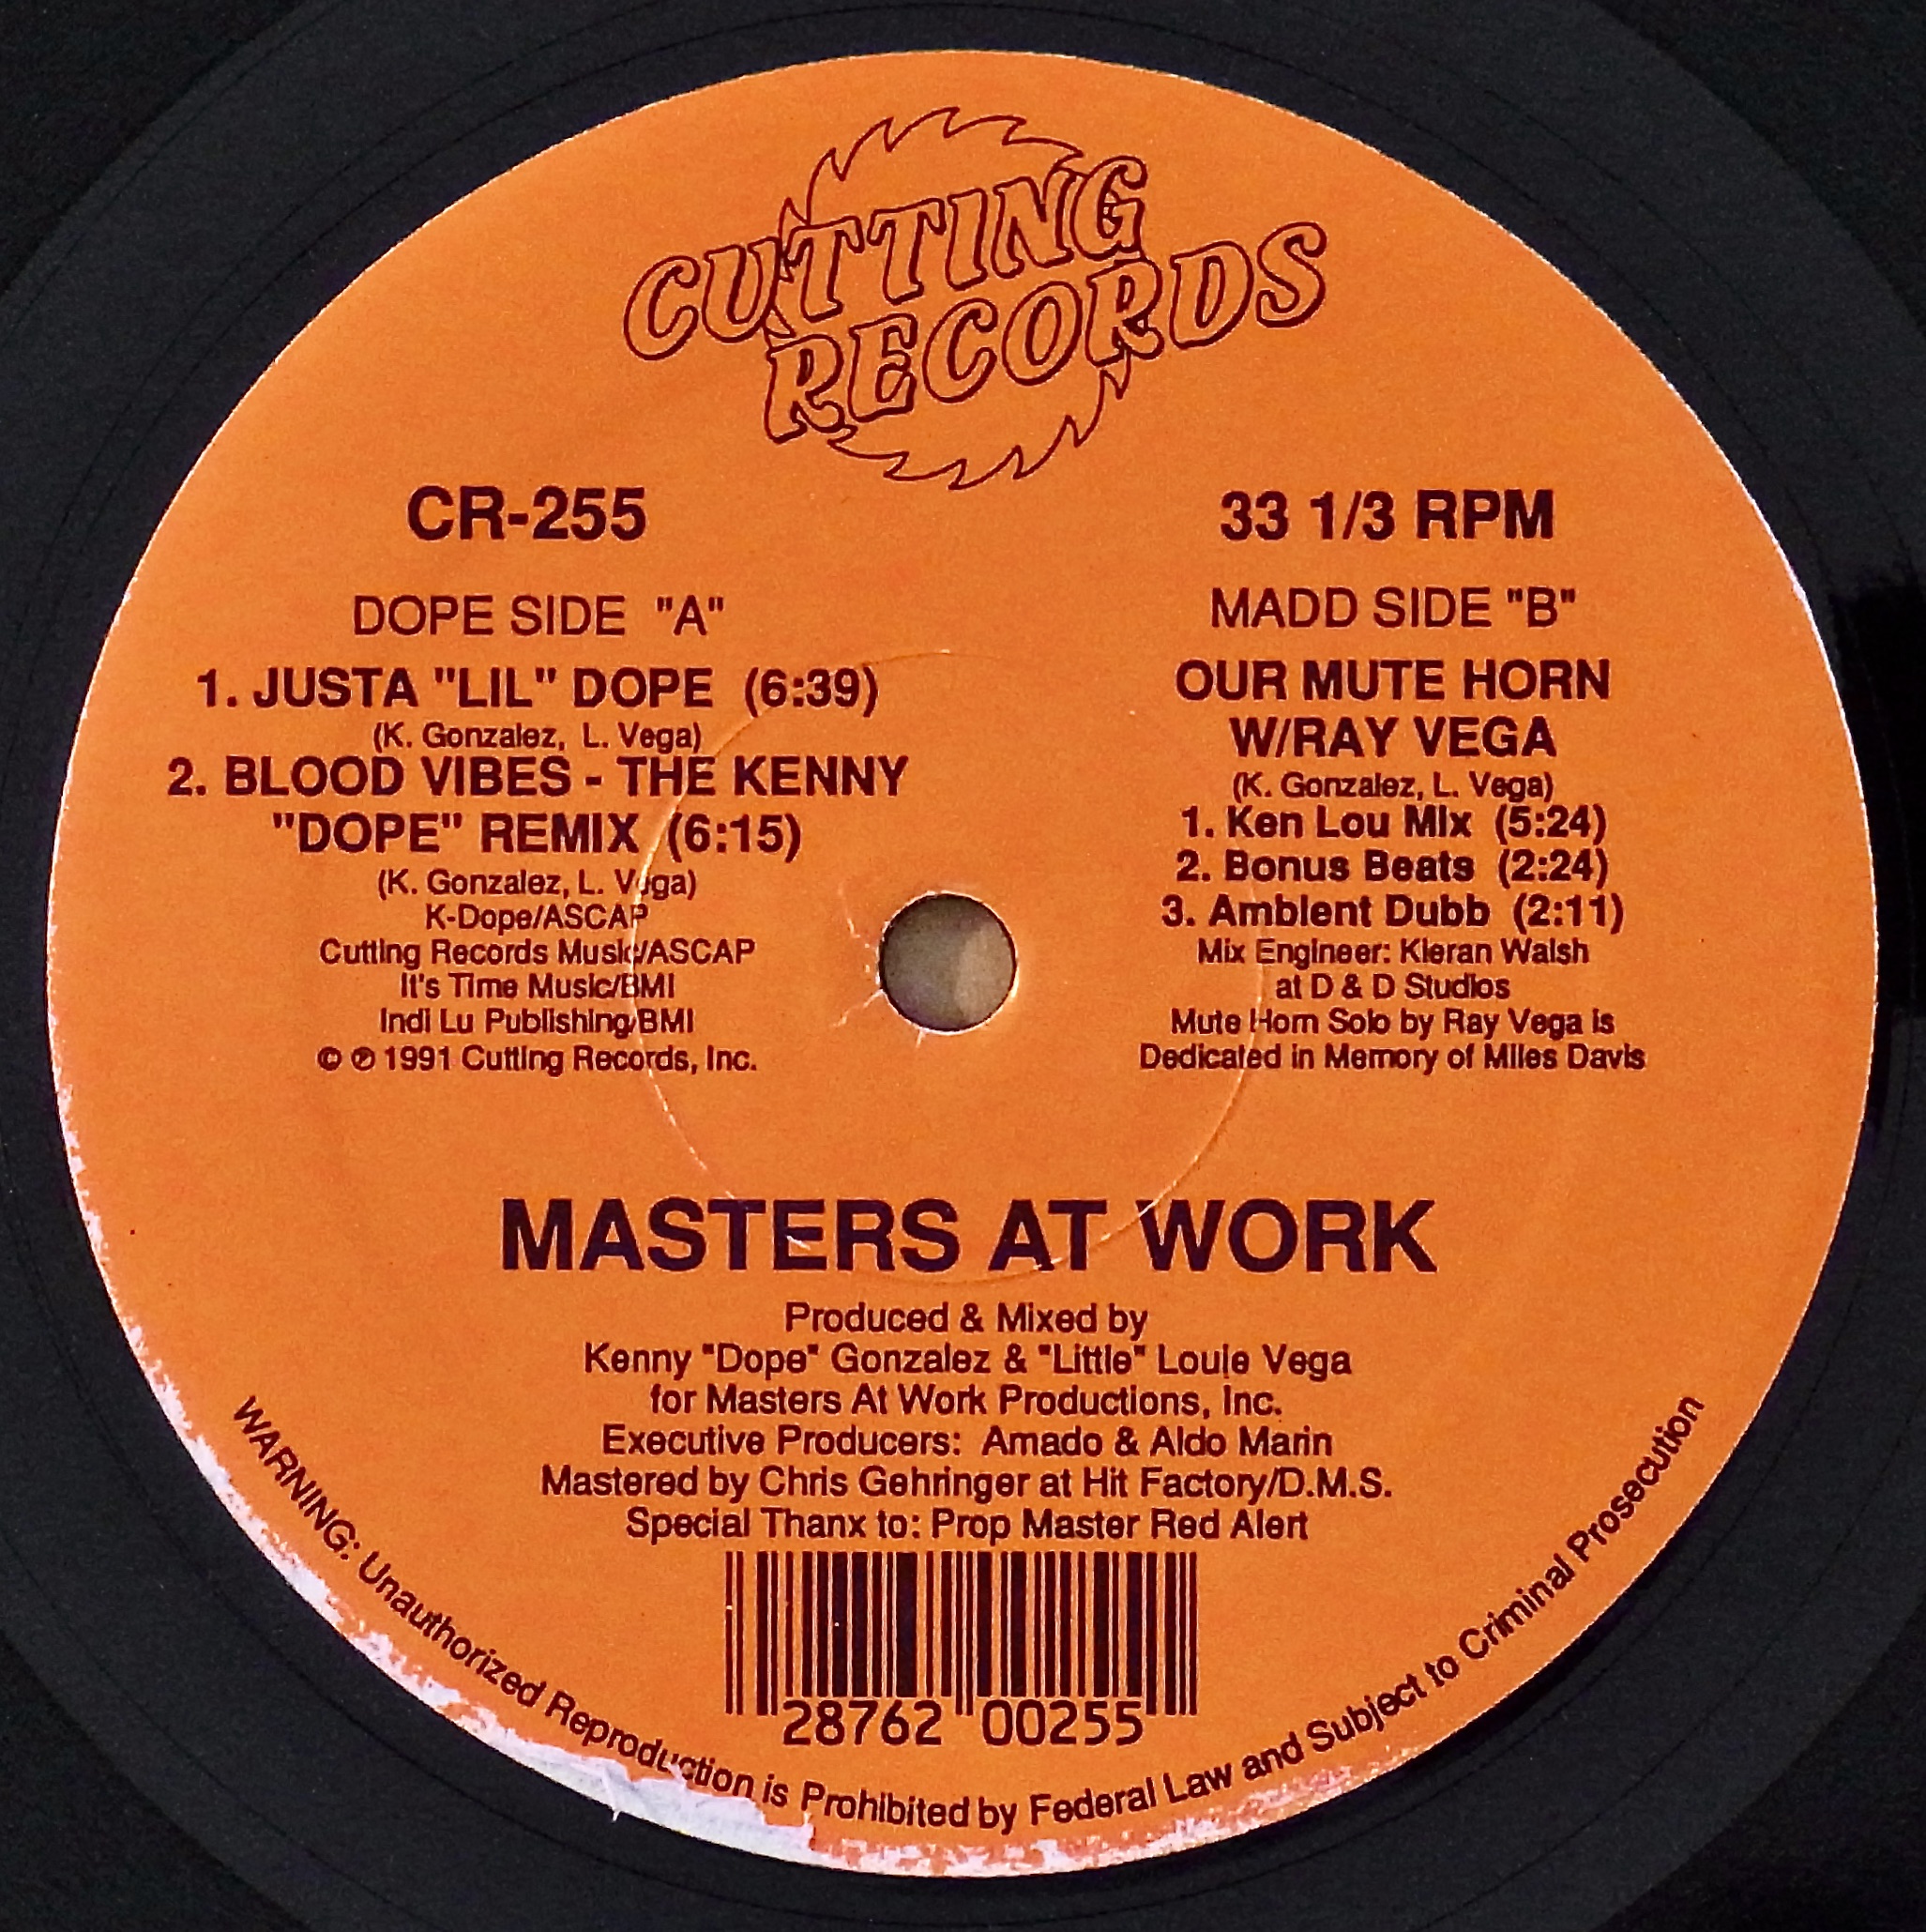 CUTTING
RECORDS
CR-255
33 1/3 RPM
DOPE SIDE "A"
1. JUSTA "LIL" DOPE (6:39)
(K. Gonzalez, L. Vega)
2. BLOOD VIBES - THE KENNY
"DOPE" REMIX (6:15)
(K. Gonzalez, L. Vega)
K-Dope/ASCAP
Cutting Records Music/ASCAP
It's Time Music/BMI
Indi Lu Publishing/BMI
© ℗ 1991 Cutting Records, Inc.
MADD SIDE "B"
OUR MUTE HORN
W/RAY VEGA
(K. Gonzalez, L. Vega)
1. Ken Lou Mix (5:24)
2. Bonus Beats (2:24)
3. Ambient Dubb (2:11)
Mix Engineer: Kieran Walsh
at D & D Studios
Mute Horn Solo by Ray Vega is
Dedicated in Memory of Miles Davis
MASTERS AT WORK
Produced & Mixed by
Kenny "Dope" Gonzalez & "Little" Louie Vega
for Masters At Work Productions, Inc.
Executive Producers: Amado & Aldo Marin
Mastered by Chris Gehringer at Hit Factory/D.M.S.
Special Thanx to: Prop Master Red Alert
28762 00255
WARNING: Unauthorized Reproduction is Prohibited by Federal Law and Subject to Criminal Prosecution